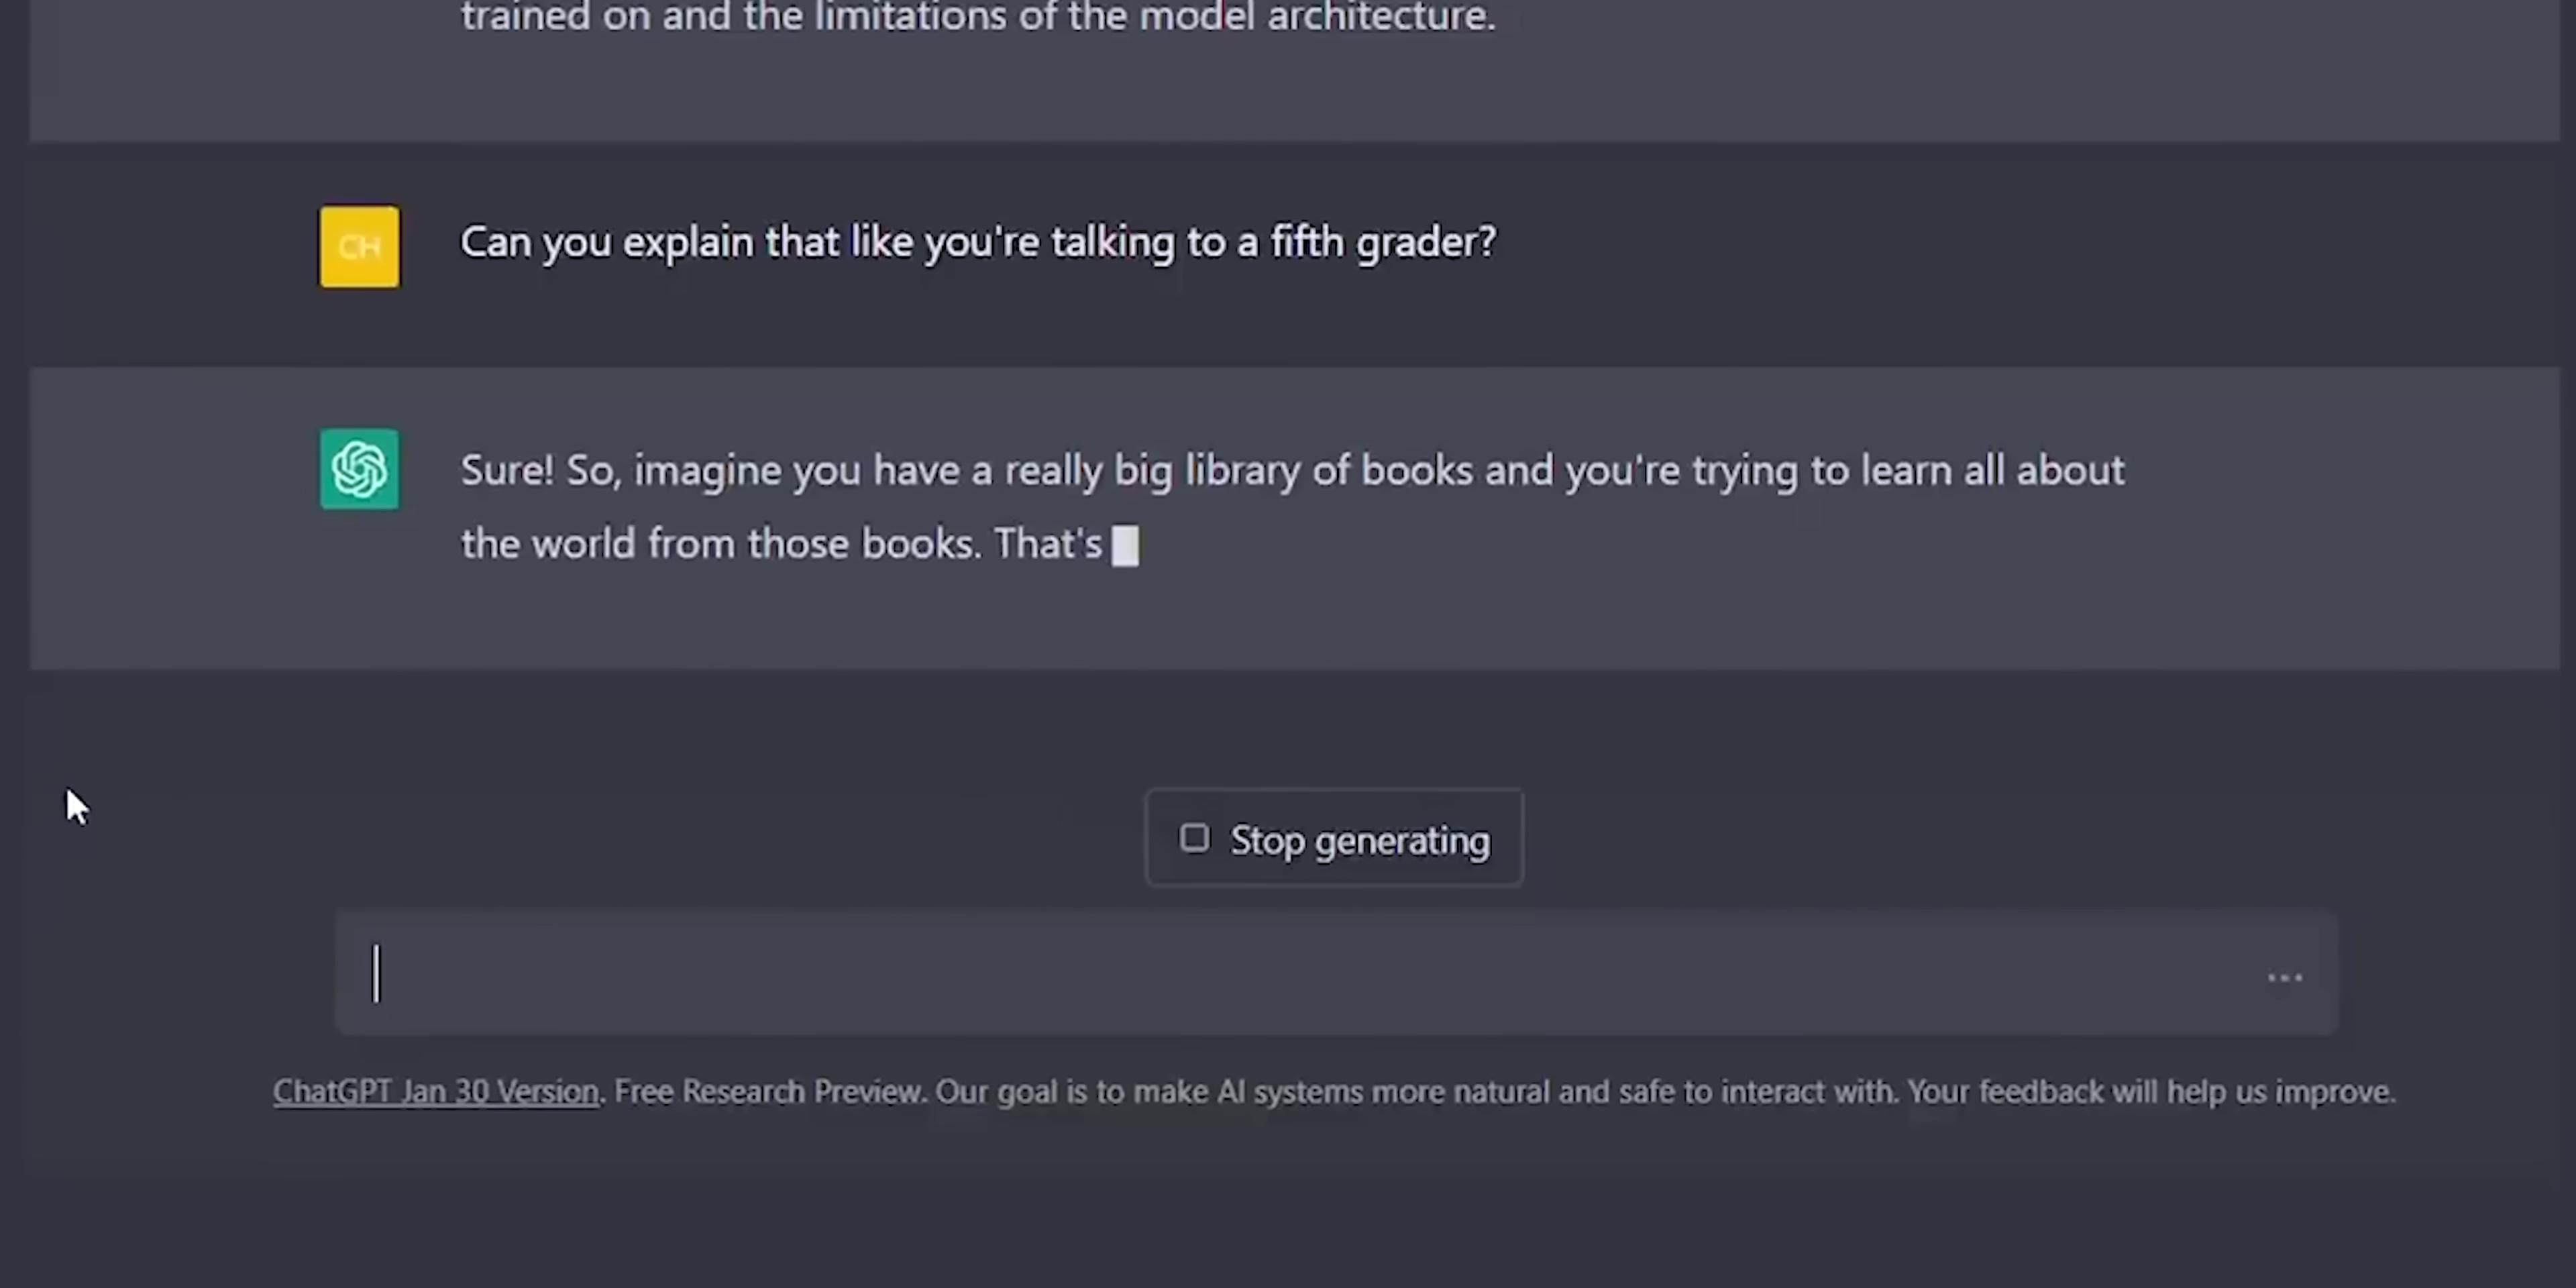 trained on and the limitations of the model architecture.
CH
Can you explain that like you're talking to a fifth grader?
Sure! So, imagine you have a really big library of books and you're trying to learn all about
the world from those books. That's
Stop generating
ChatGPT Jan 30 Version. Free Research Preview. Our goal is to make AI systems more natural and safe to interact with. Your feedback will help us improve.